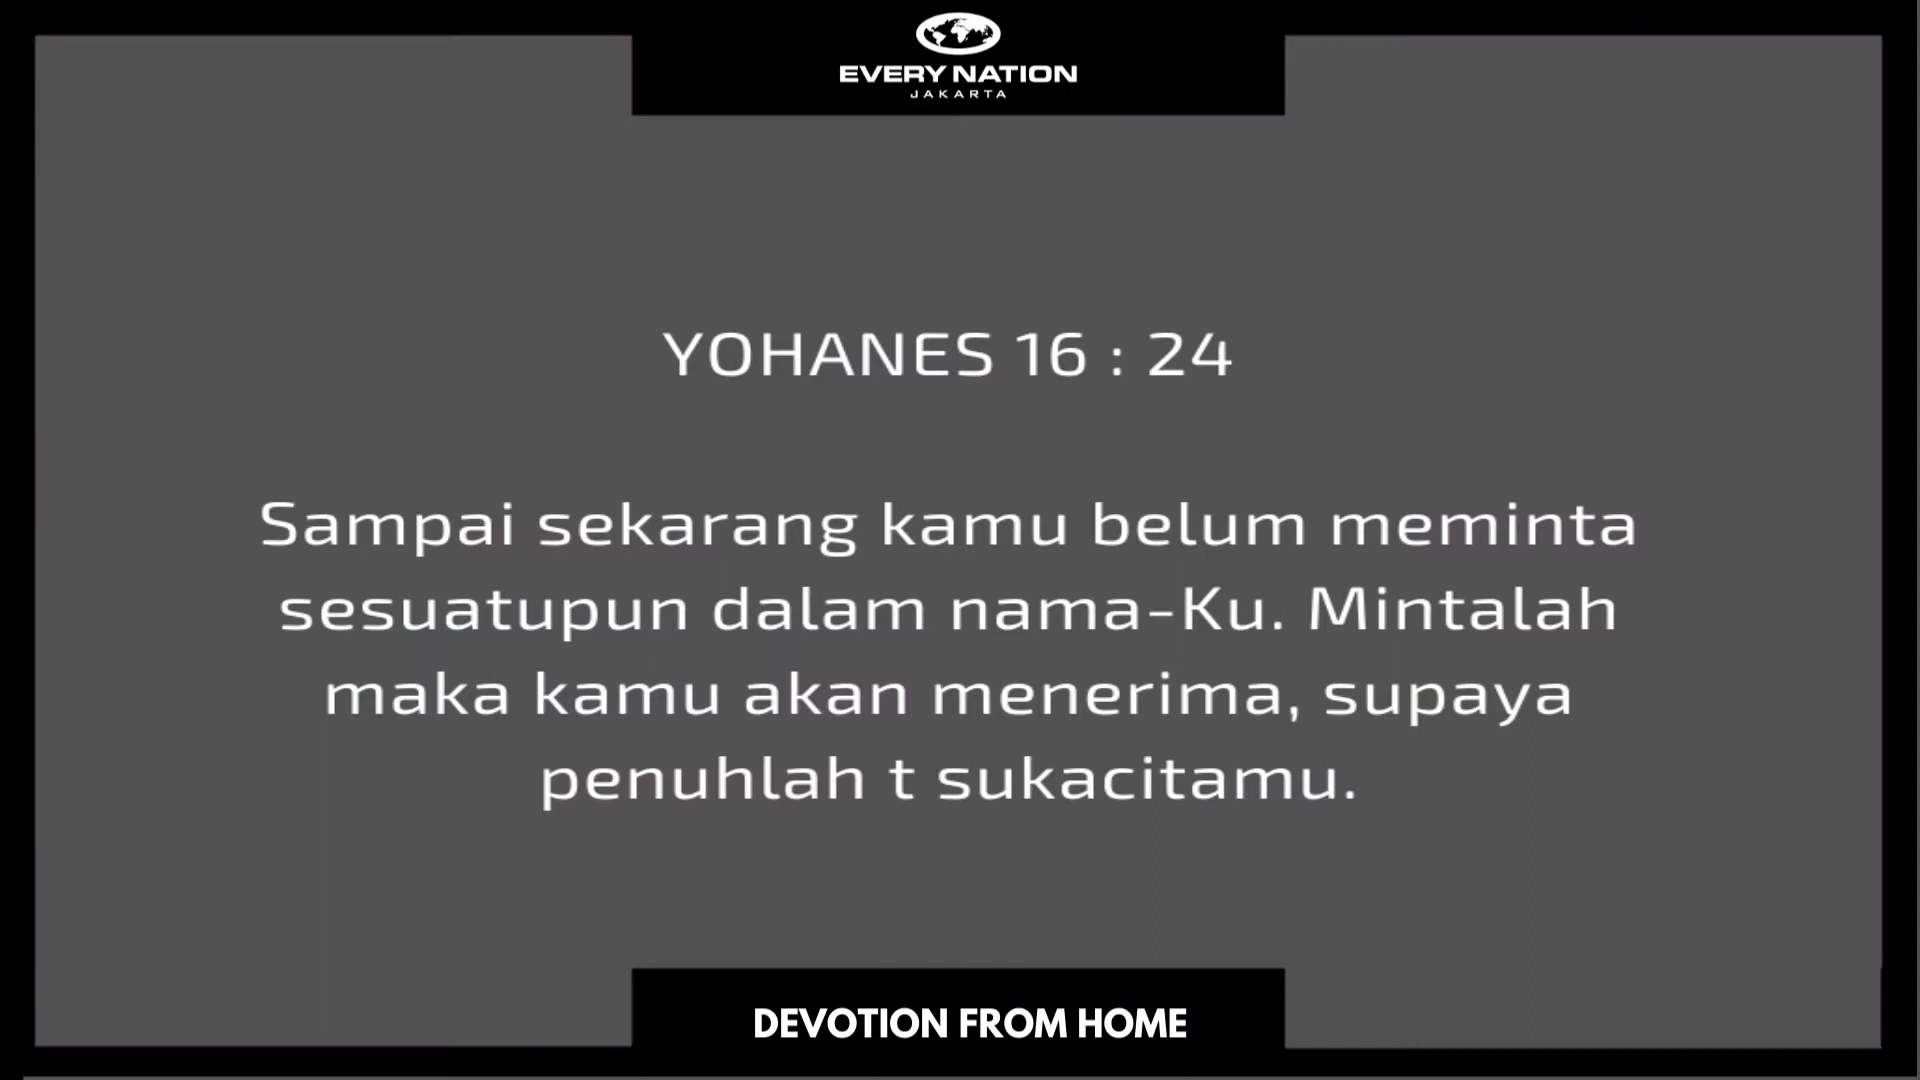 EVERY NATION
JAKARTA
YOHANES 16 : 24
Sampai sekarang kamu belum meminta
sesuatupun dalam nama-Ku. Mintalah
maka kamu akan menerima, supaya
penuhlah t sukacitamu.
DEVOTION FROM HOME